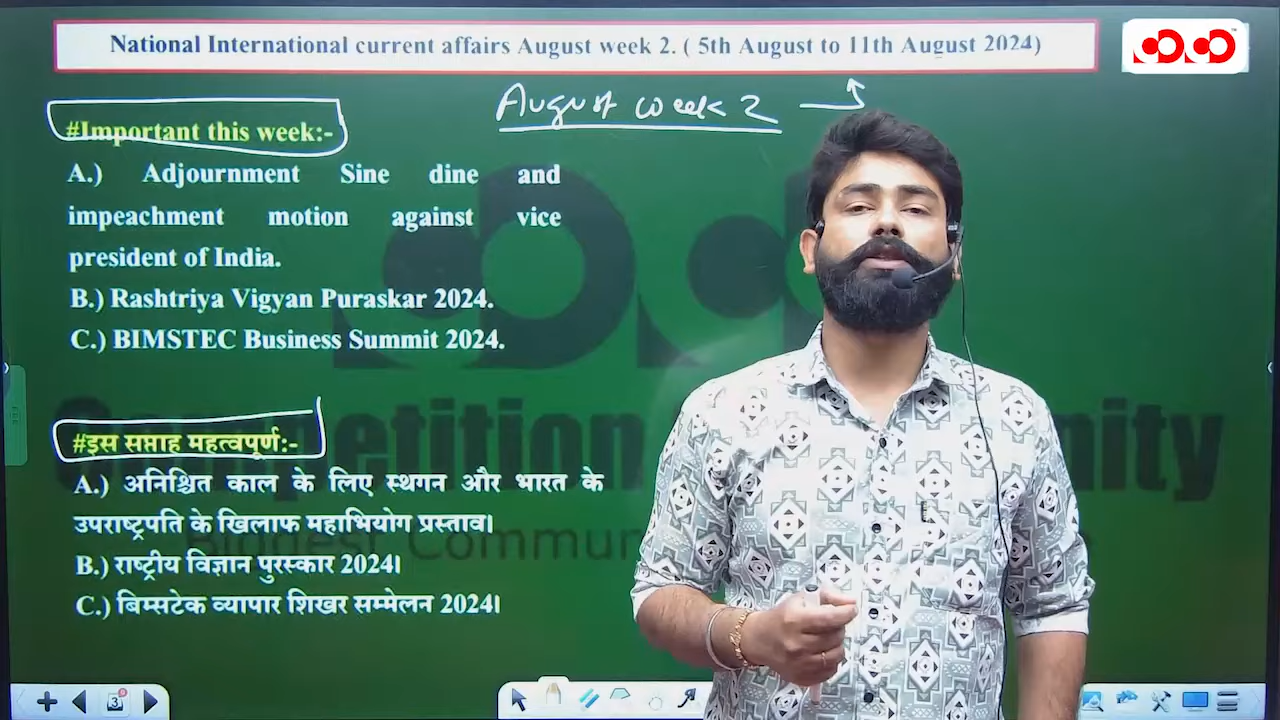 National International current affairs August week 2. ( 5th August to 11th August 2024)
August week 2
#Important this week:-
A.) Adjournment Sine dine and
impeachment motion against vice
president of India.
B.) Rashtriya Vigyan Puraskar 2024.
C.) BIMSTEC Business Summit 2024.
#इस सप्ताह महत्वपूर्ण:-
A.) अनिश्चित काल के लिए स्थगन और भारत के
उपराष्ट्रपति के खिलाफ महाभियोग प्रस्ताव।
B.) राष्ट्रीय विज्ञान पुरस्कार 2024।
C.) बिम्सटेक व्यापार शिखर सम्मेलन 2024।
3